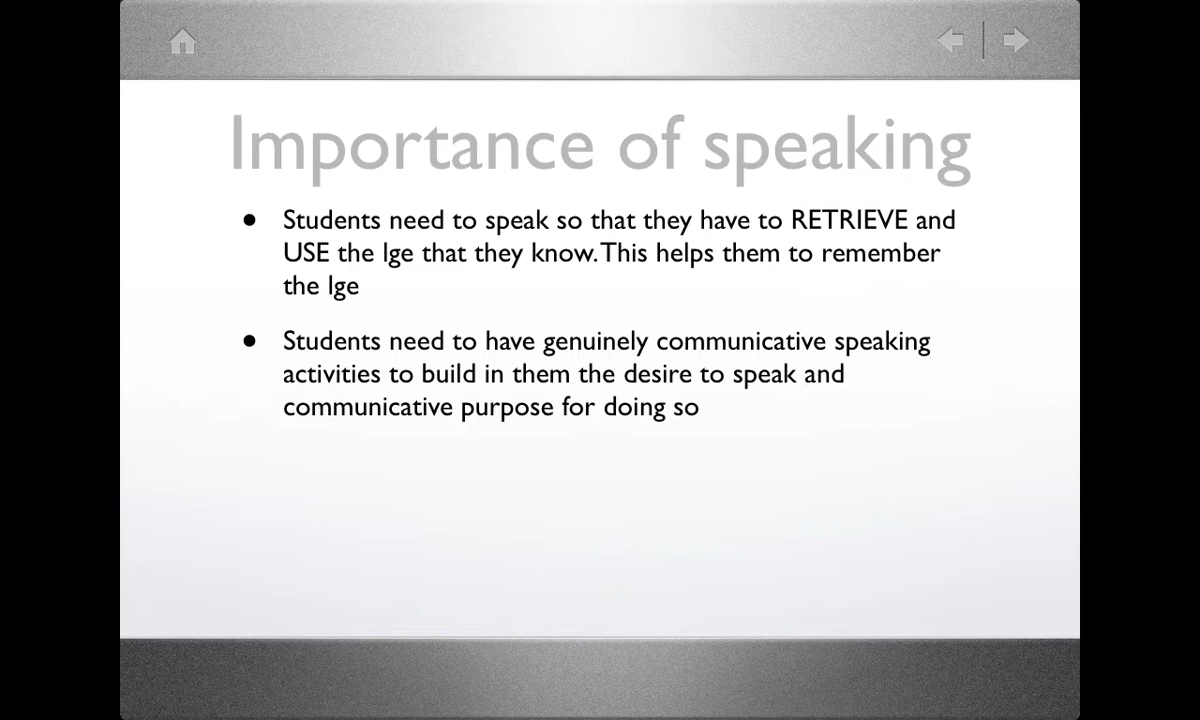 Importance of speaking
• Students need to speak so that they have to RETRIEVE and
USE the lge that they know. This helps them to remember
the lge
• Students need to have genuinely communicative speaking
activities to build in them the desire to speak and
communicative purpose for doing so